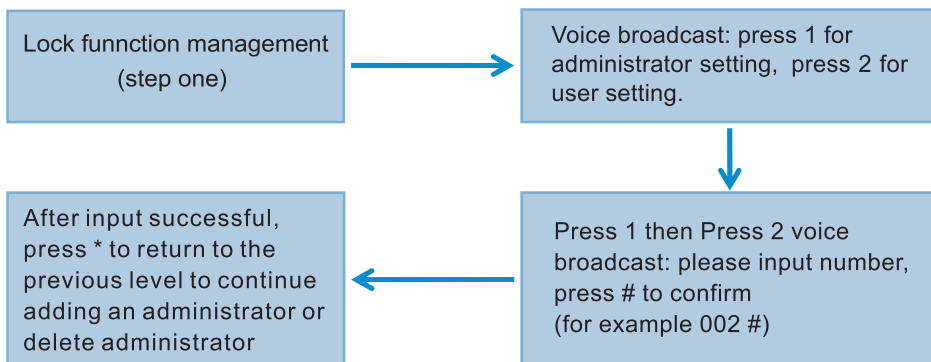 Lock funnction management
(step one)
Voice broadcast: press 1 for
administrator setting, press 2 for
user setting.
Press 1 then Press 2 voice
broadcast: please input number,
press # to confirm
(for example 002 #)
After input successful,
press * to return to the
previous level to continue
adding an administrator or
delete administrator